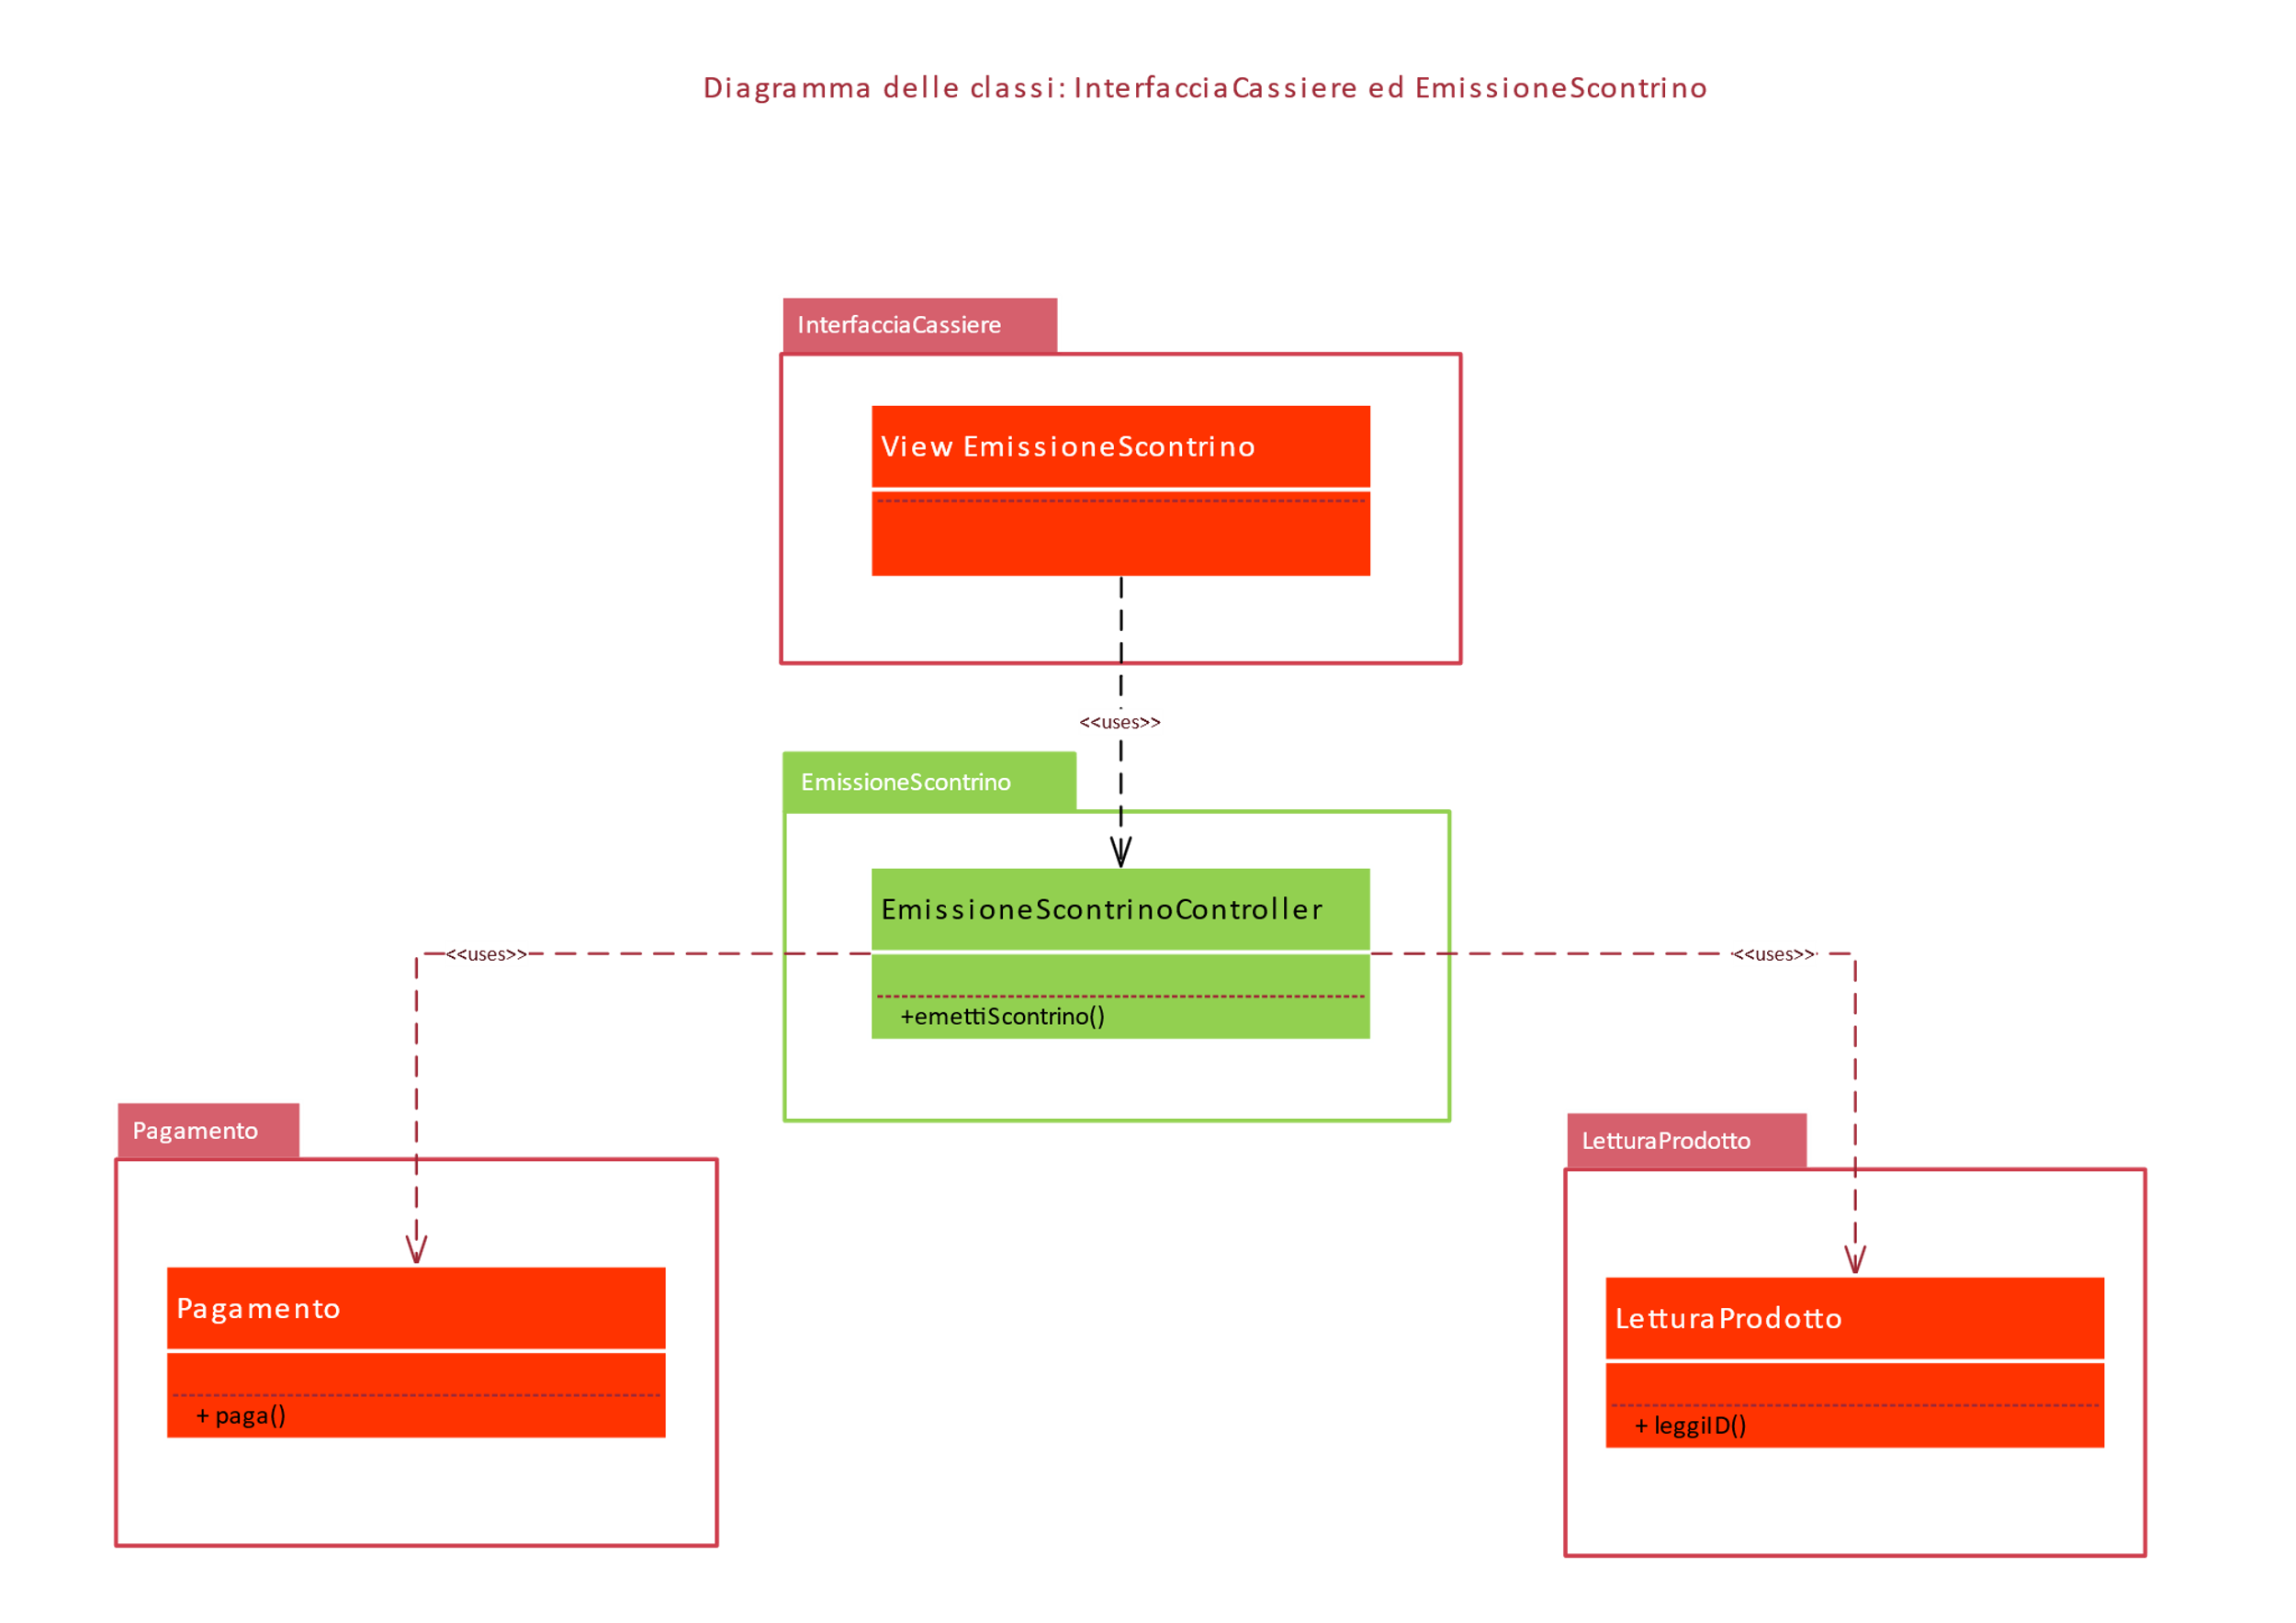 Diagramma delle classi: InterfacciaCassiere ed EmissioneScontrino
InterfacciaCassiere
View EmissioneScontrino
<<uses>>
EmissioneScontrino
EmissioneScontrinoController
+emettiScontrino()
<<uses>>
<<uses>>
Pagamento
Pagamento
+ paga()
LetturaProdotto
LetturaProdotto
+ leggiID()